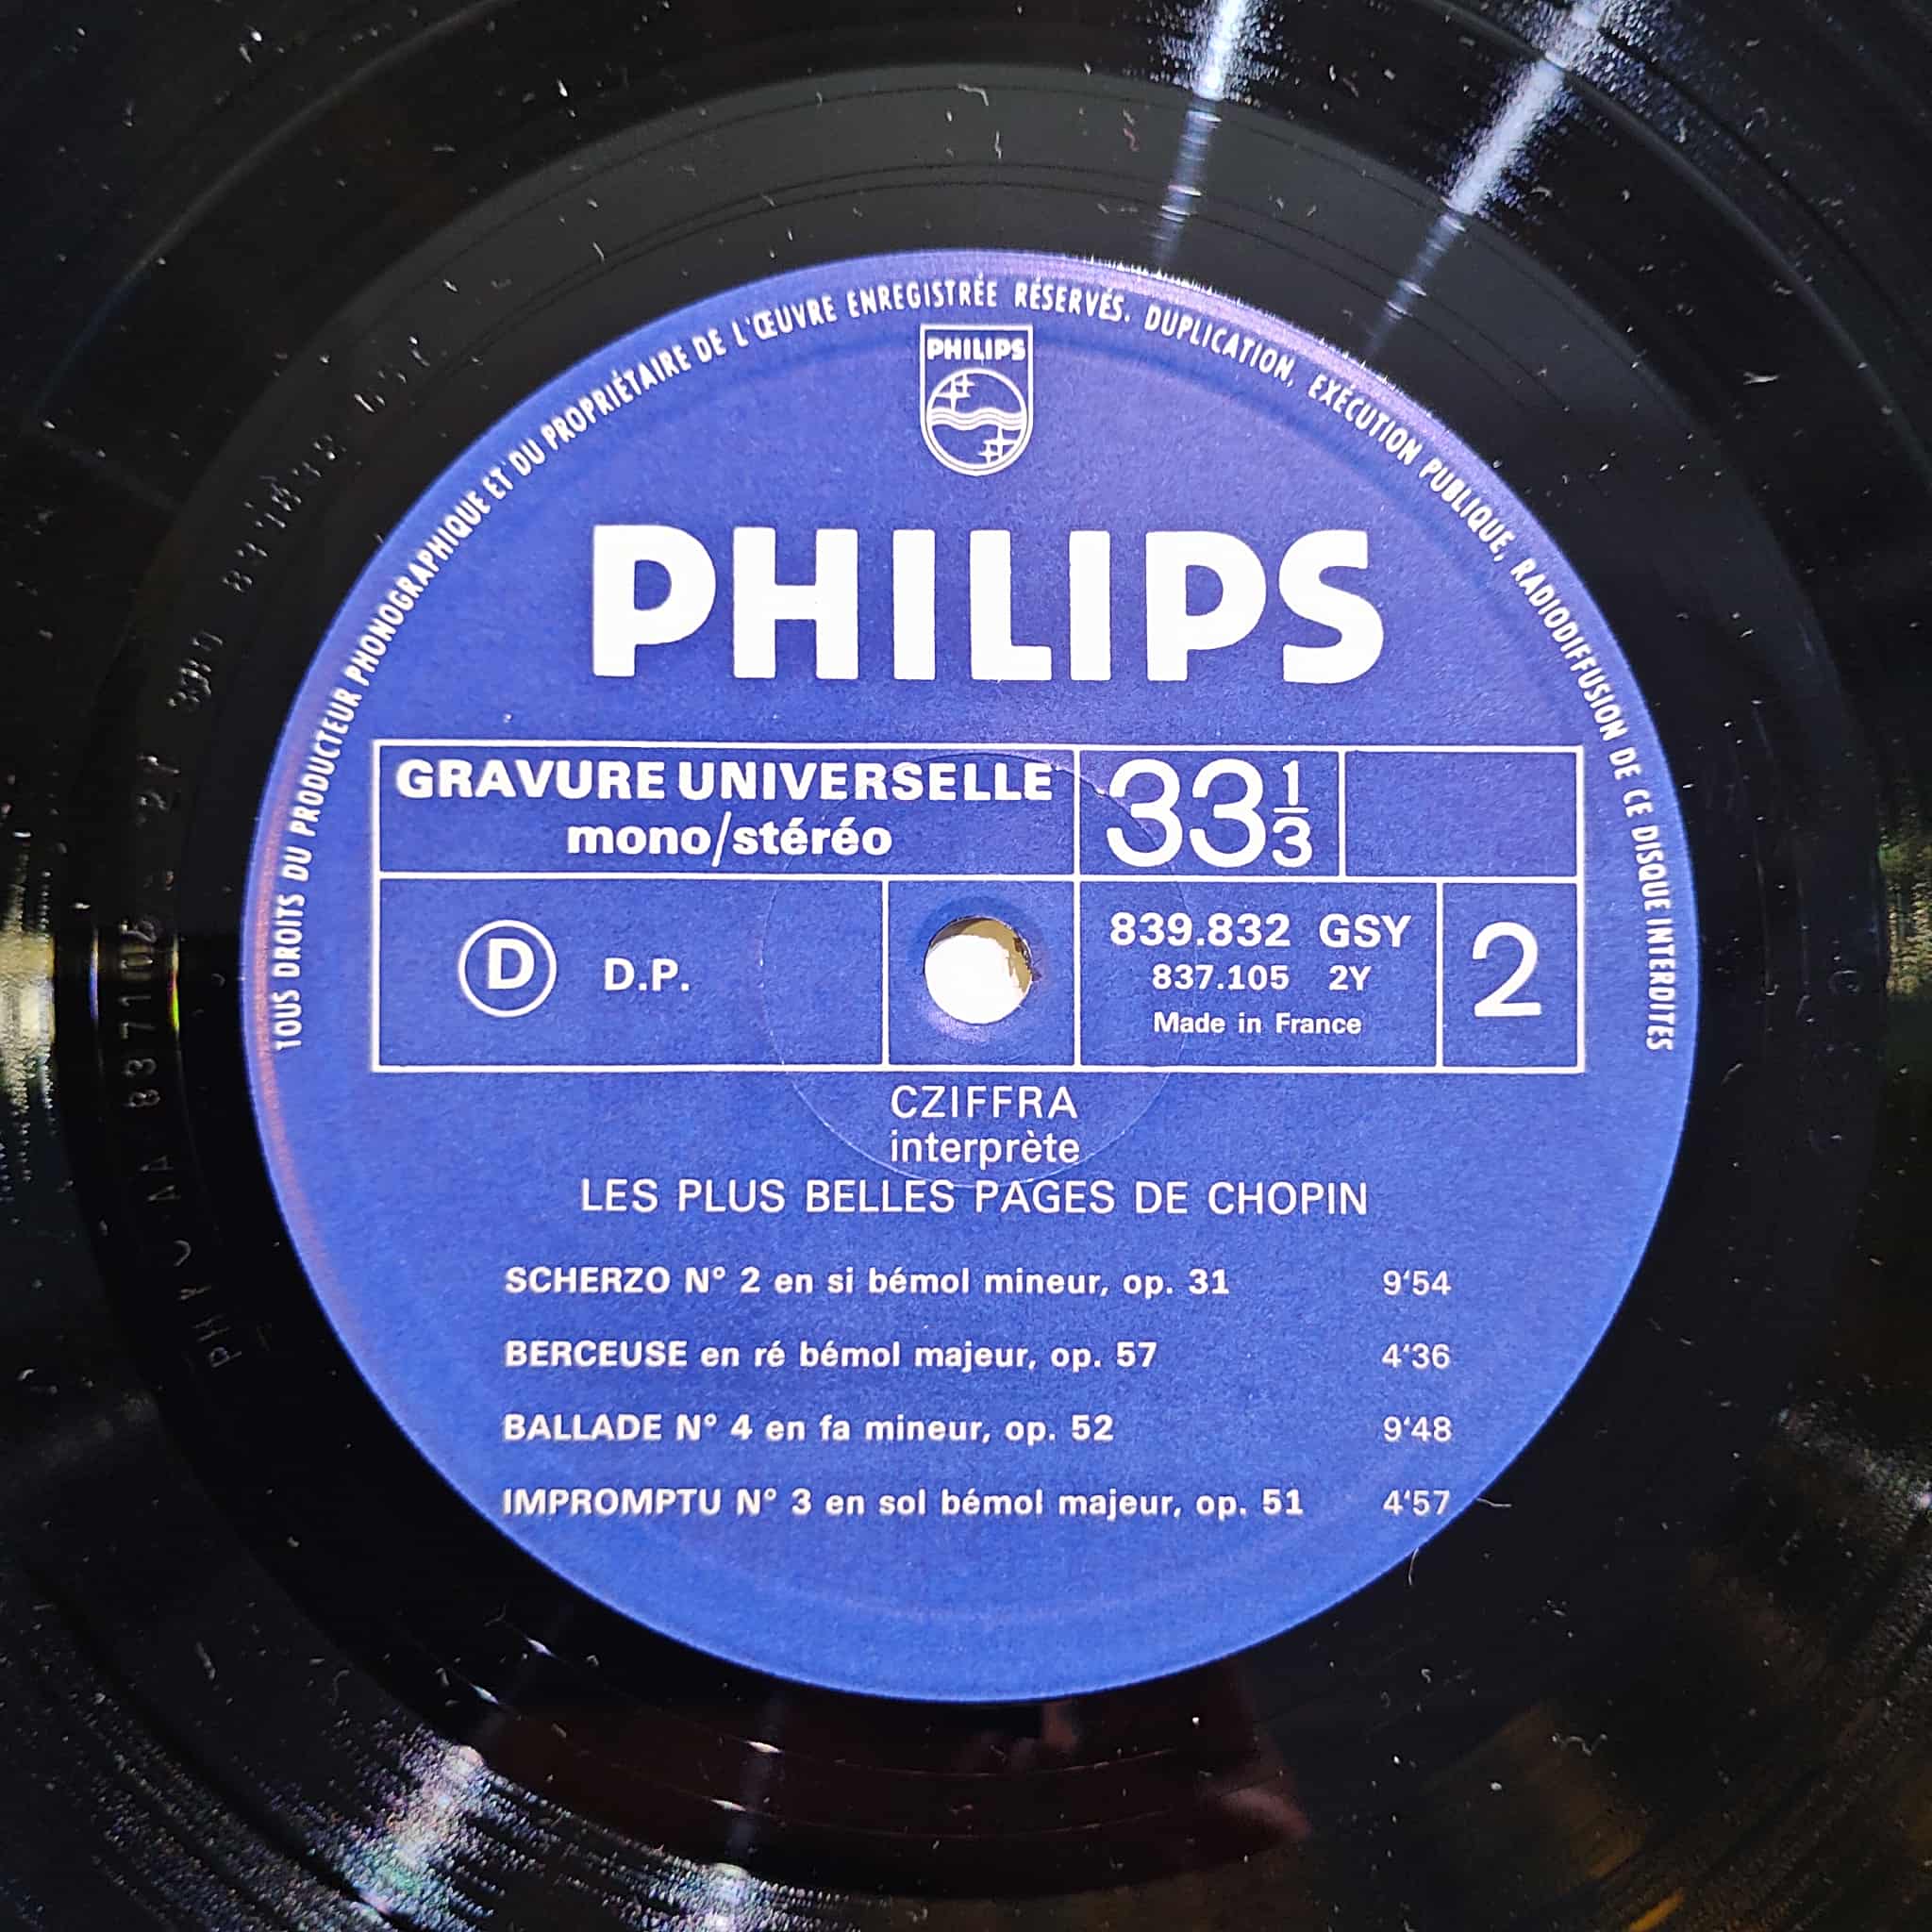 TOUS DROITS DU PRODUCTEUR PHONOGRAPHIQUE ET DU PROPRIÉTAIRE DE L'ŒUVRE ENREGISTRÉE RÉSERVÉS. DUPLICATION, EXÉCUTION PUBLIQUE, RADIODIFFUSION DE CE DISQUE INTERDITES
PHILIPS
PHILIPS
GRAVURE UNIVERSELLE
mono/stéréo
33 1/3
D D.P.
839.832 GSY
837.105 2Y
Made in France
2
CZIFFRA
interprète
LES PLUS BELLES PAGES DE CHOPIN
SCHERZO N° 2 en si bémol mineur, op. 31 9'54
BERCEUSE en ré bémol majeur, op. 57 4'36
BALLADE N° 4 en fa mineur, op. 52 9'48
IMPROMPTU N° 3 en sol bémol majeur, op. 51 4'57